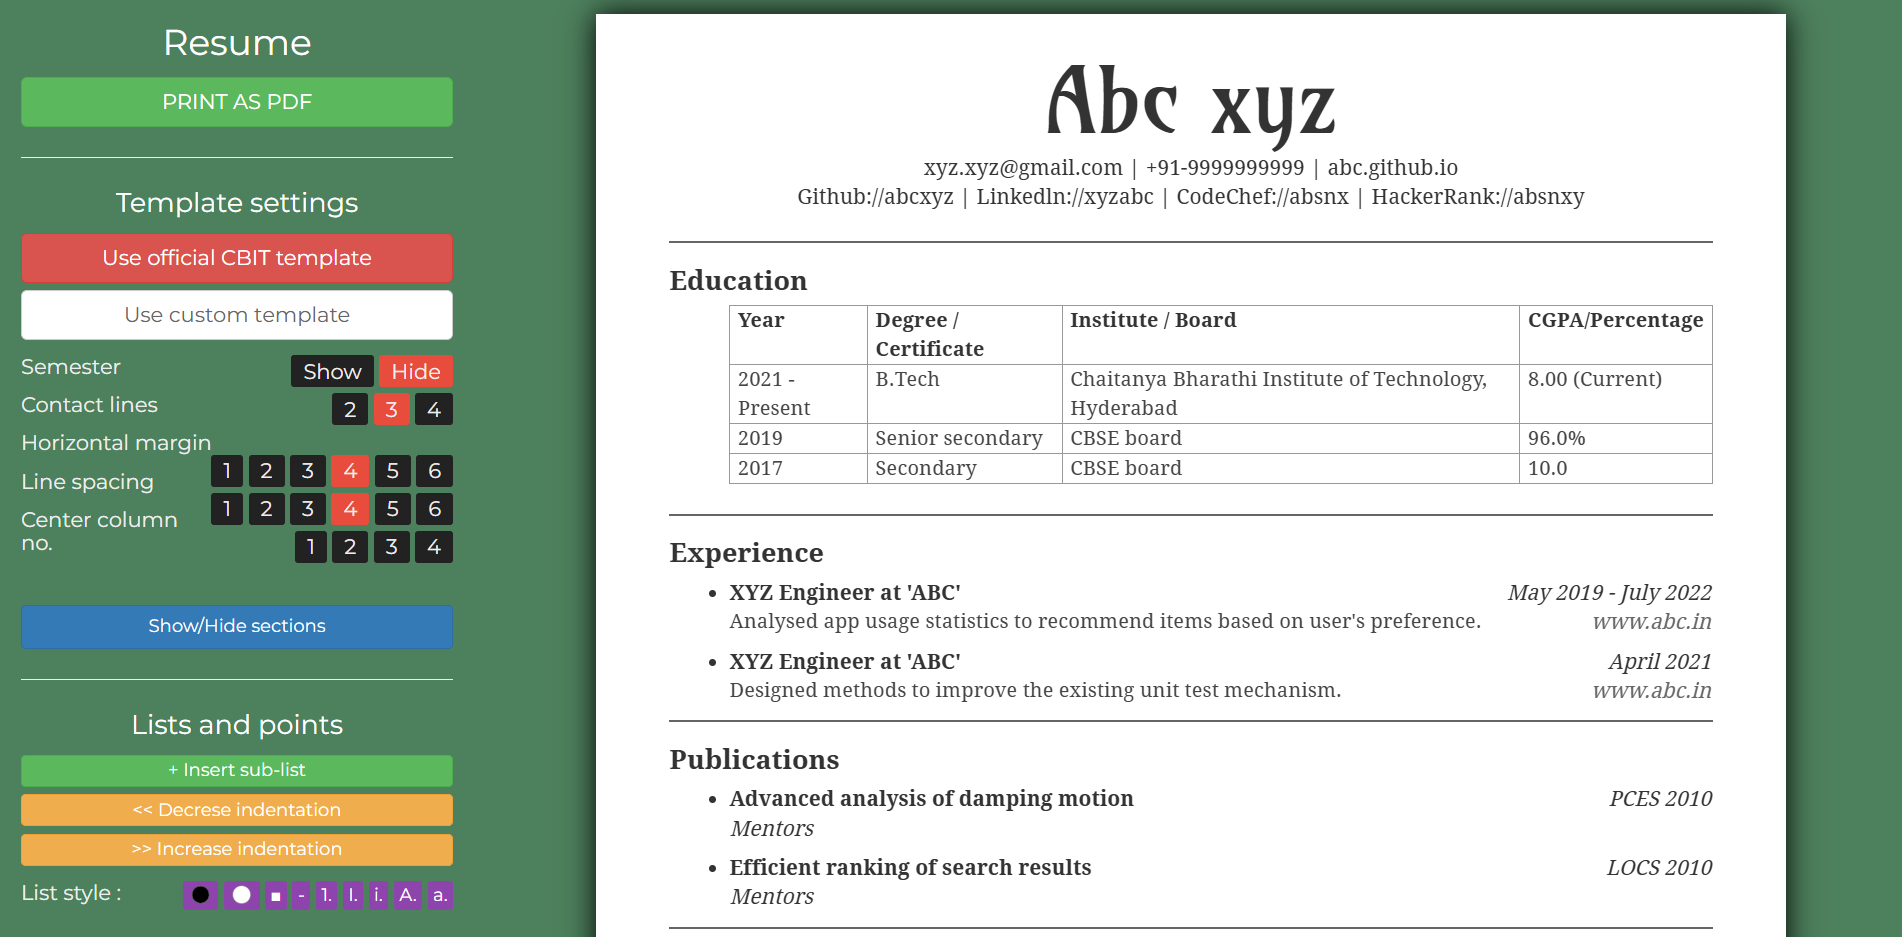 Resume
PRINT AS PDF
Template settings
Use official CBIT template
Use custom template
Semester Show Hide
Contact lines 2 3 4
Horizontal margin
1 2 3 4 5 6
Line spacing
1 2 3 4 5 6
Center column
no.
1 2 3 4
Show/Hide sections
Lists and points
+ Insert sub-list
<< Decrese indentation
>> Increase indentation
List style : ● ● ■ - 1. I. i. A. a.
Abc xyz
xyz.xyz@gmail.com | +91-9999999999 | abc.github.io
Github://abcxyz | Linkedln://xyzabc | CodeChef://absnx | HackerRank://absnxy
Education
Year Degree / Institute / Board CGPA/Percentage
Certificate
2021 - B.Tech Chaitanya Bharathi Institute of Technology, 8.00 (Current)
Present Hyderabad
2019 Senior secondary CBSE board 96.0%
2017 Secondary CBSE board 10.0
Experience
• XYZ Engineer at 'ABC' May 2019 - July 2022
Analysed app usage statistics to recommend items based on user's preference. www.abc.in
• XYZ Engineer at 'ABC' April 2021
Designed methods to improve the existing unit test mechanism. www.abc.in
Publications
• Advanced analysis of damping motion PCES 2010
Mentors
• Efficient ranking of search results LOCS 2010
Mentors